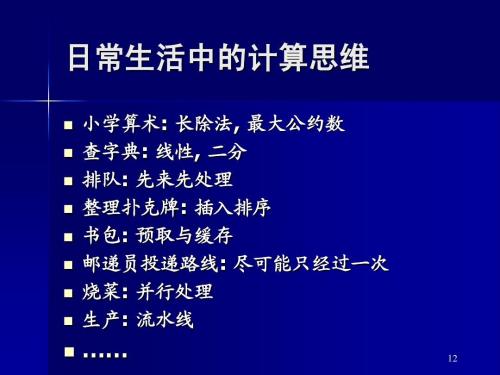 日常生活中的计算思维
■ 小学算术: 长除法, 最大公约数
■ 查字典: 线性, 二分
■ 排队: 先来先处理
■ 整理扑克牌: 插入排序
■ 书包: 预取与缓存
■ 邮递员投递路线: 尽可能只经过一次
■ 烧菜: 并行处理
■ 生产: 流水线
■ ……
12